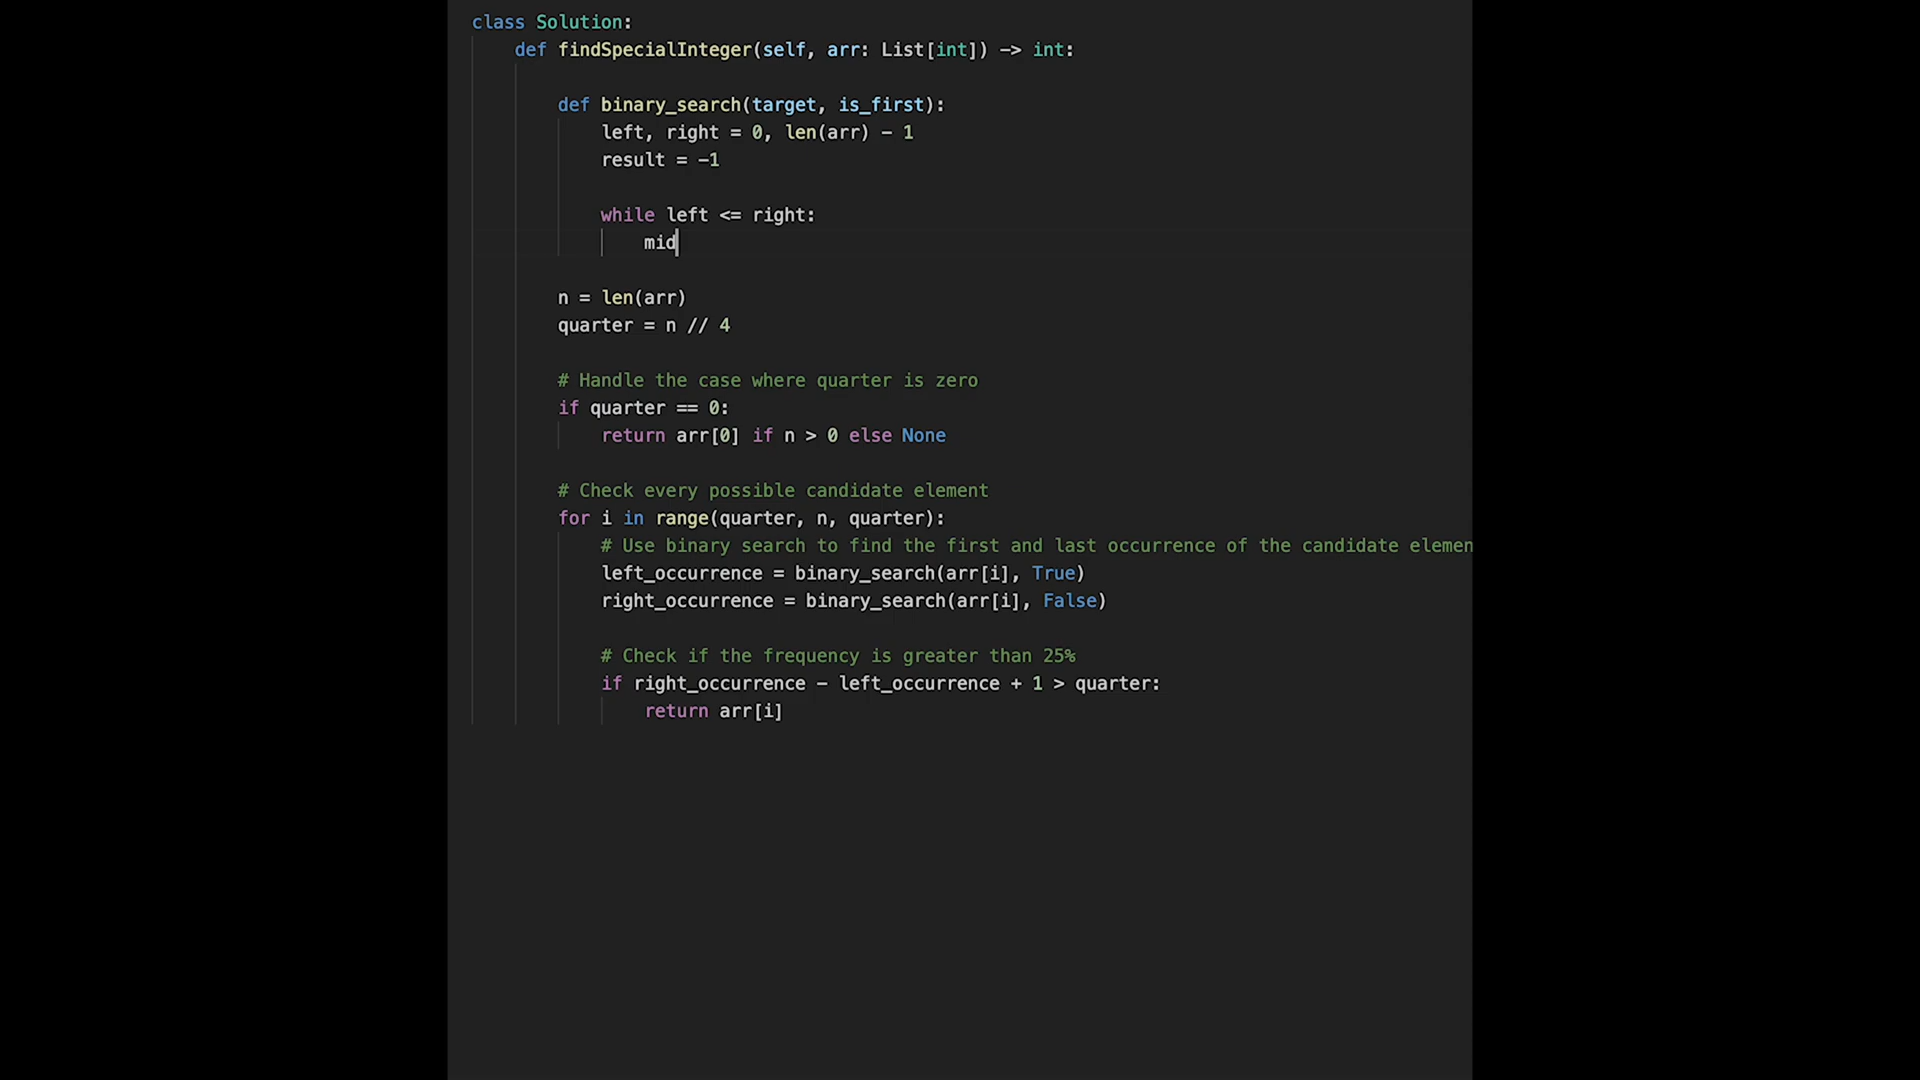 class Solution:
def findSpecialInteger(self, arr: List[int]) -> int:
def binary_search(target, is_first):
left, right = 0, len(arr) - 1
result = -1
while left <= right:
mid
n = len(arr)
quarter = n // 4
# Handle the case where quarter is zero
if quarter == 0:
return arr[0] if n > 0 else None
# Check every possible candidate element
for i in range(quarter, n, quarter):
# Use binary search to find the first and last occurrence of the candidate elemen
left_occurrence = binary_search(arr[i], True)
right_occurrence = binary_search(arr[i], False)
# Check if the frequency is greater than 25%
if right_occurrence - left_occurrence + 1 > quarter:
return arr[i]